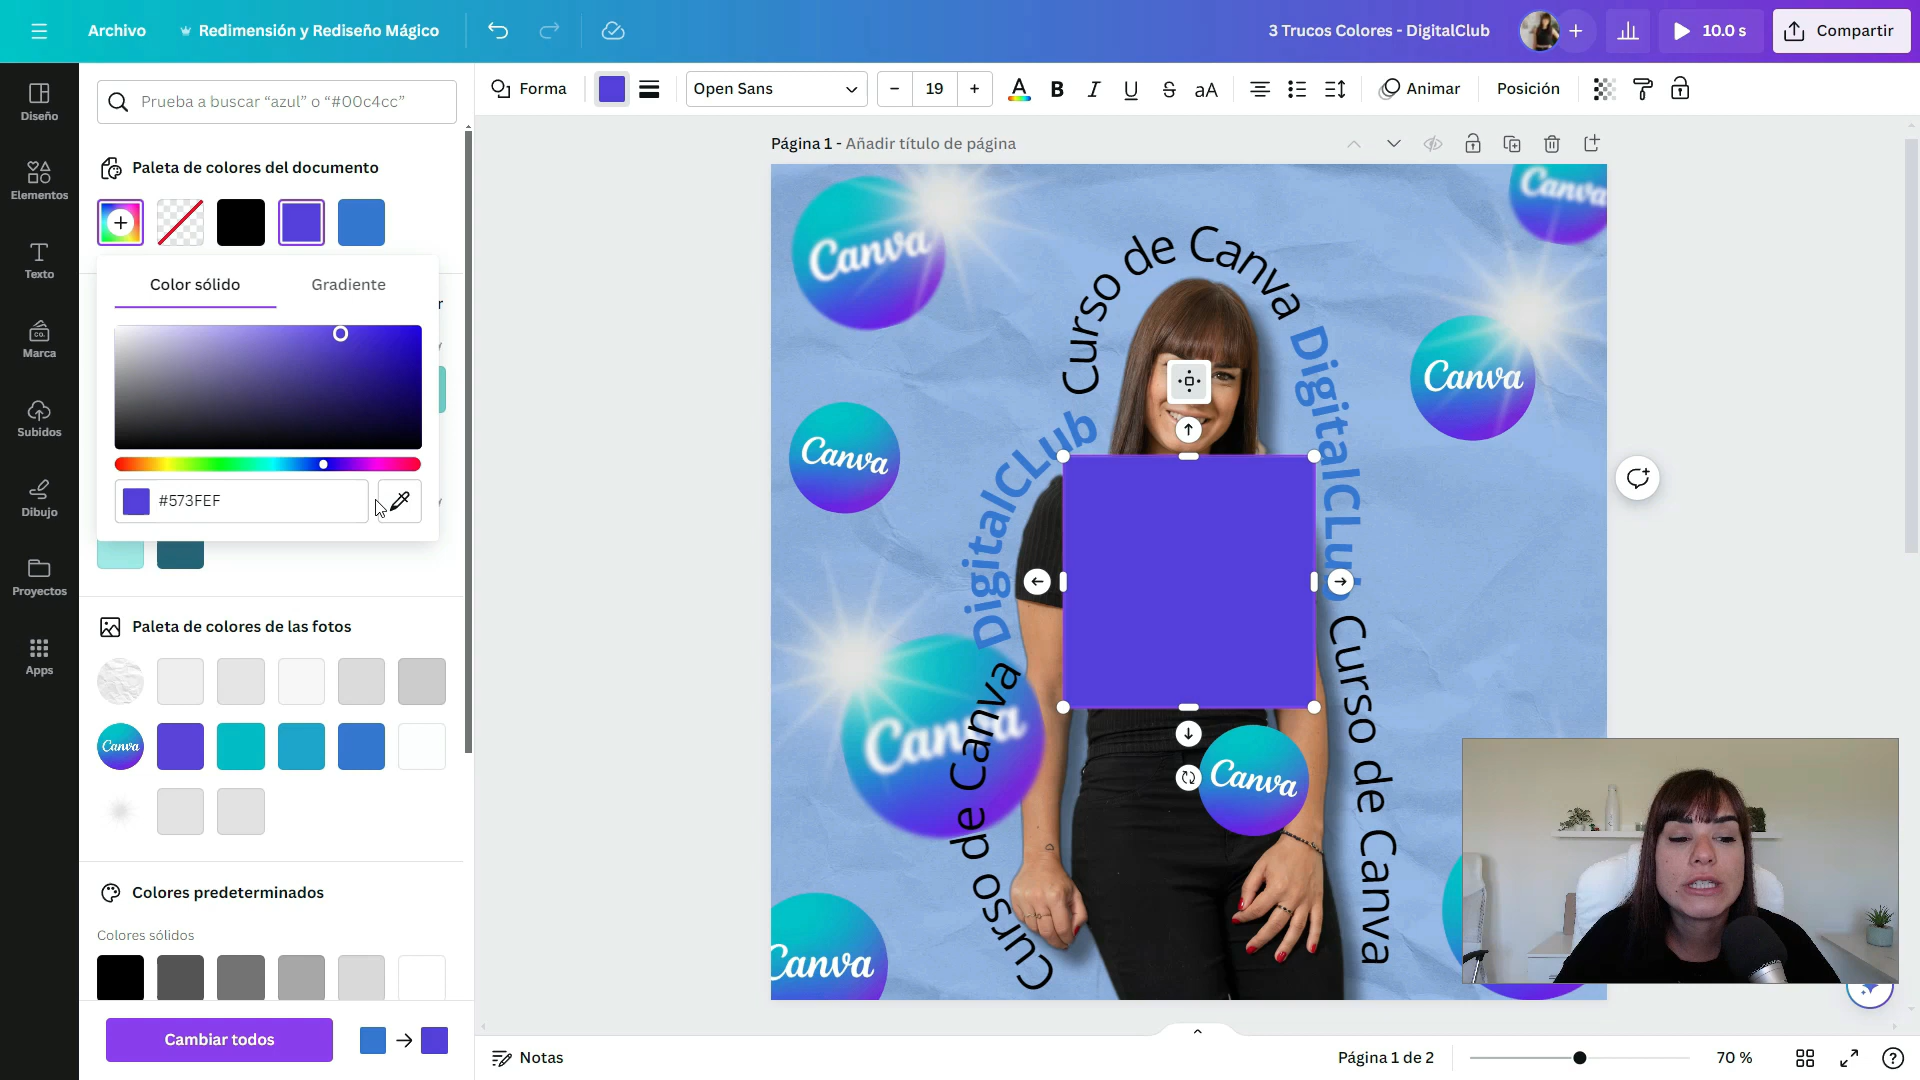 Archivo
Redimensión y Rediseño Mágico
3 Trucos Colores - DigitalClub
10.0 s
Compartir
Diseño
Elementos
Texto
Marca
Subidos
Dibujo
Proyectos
Apps
Prueba a buscar “azul” o “#00c4cc”
Paleta de colores del documento
Color sólido
Gradiente
#573FEF
Paleta de colores de las fotos
Canva
Colores predeterminados
Colores sólidos
Cambiar todos
Forma
Open Sans
19
A
B
I
U
S
aA
Animar
Posición
Página 1 - Añadir título de página
Canva
Canva
Canva
Canva
Canva
Canva
Canva
Curso de Canva DigitalCLub Curso de Canva
Curso de Canva DigitalCLub
Notas
Página 1 de 2
70 %